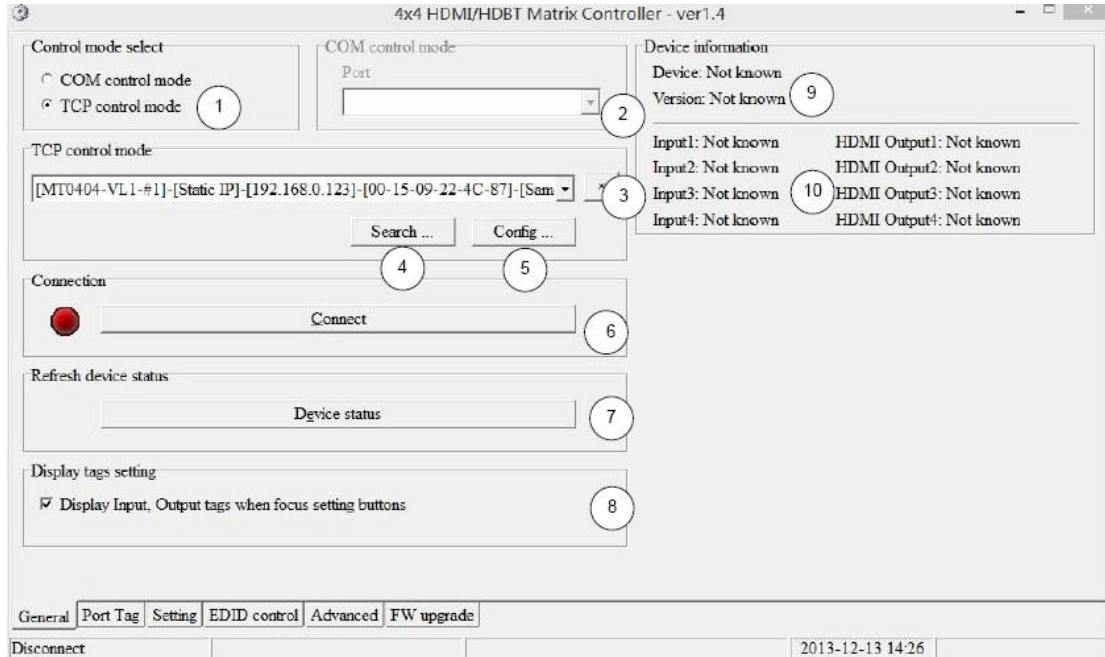 4x4 HDMI/HDBT Matrix Controller - ver1.4
Control mode select
COM control mode
TCP control mode
1
COM control mode
Port
2
Device information
Device: Not known
Version: Not known
9
Input1: Not known HDMI Output1: Not known
Input2: Not known HDMI Output2: Not known
Input3: Not known 10 HDMI Output3: Not known
Input4: Not known HDMI Output4: Not known
TCP control mode
[MT0404-VL1-#1]-[Static IP]-[192.168.0.123]-[00-15-09-22-4C-87]-[Sam
3
Search ... Config ...
4 5
Connection
Connect
6
Refresh device status
Device status
7
Display tags setting
Display Input, Output tags when focus setting buttons
8
General Port Tag Setting EDID control Advanced FW upgrade
Disconnect 2013-12-13 14:26